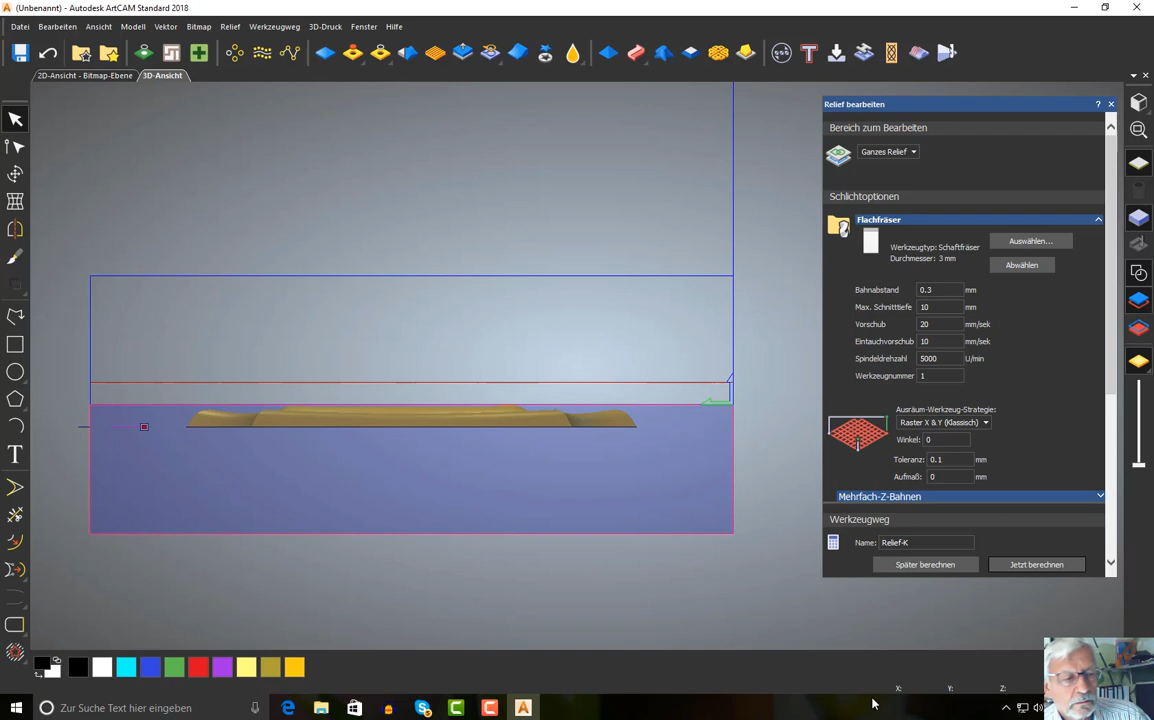 (Unbenannt) - Autodesk ArtCAM Standard 2018
Datei Bearbeiten Ansicht Modell Vektor Bitmap Relief Werkzeugweg 3D-Druck Fenster Hilfe
2D-Ansicht - Bitmap-Ebene 3D-Ansicht
Relief bearbeiten
Bereich zum Bearbeiten
Ganzes Relief
Schlichtoptionen
Flachfräser
Werkzeugtyp: Schaftfräser
Durchmesser: 3 mm
Auswählen...
Abwählen
Bahnabstand 0.3 mm
Max. Schnitttiefe 10 mm
Vorschub 20 mm/sek
Eintauchvorschub 10 mm/sek
Spindeldrehzahl 5000 U/min
Werkzeugnummer 1
Ausräum-Werkzeug-Strategie:
Raster X & Y (Klassisch)
Winkel: 0
Toleranz: 0.1 mm
Aufmaß: 0 mm
Mehrfach-Z-Bahnen
Werkzeugweg
Name: Relief-K
Später berechnen Jetzt berechnen
X: Y: Z:
Zur Suche Text hier eingeben